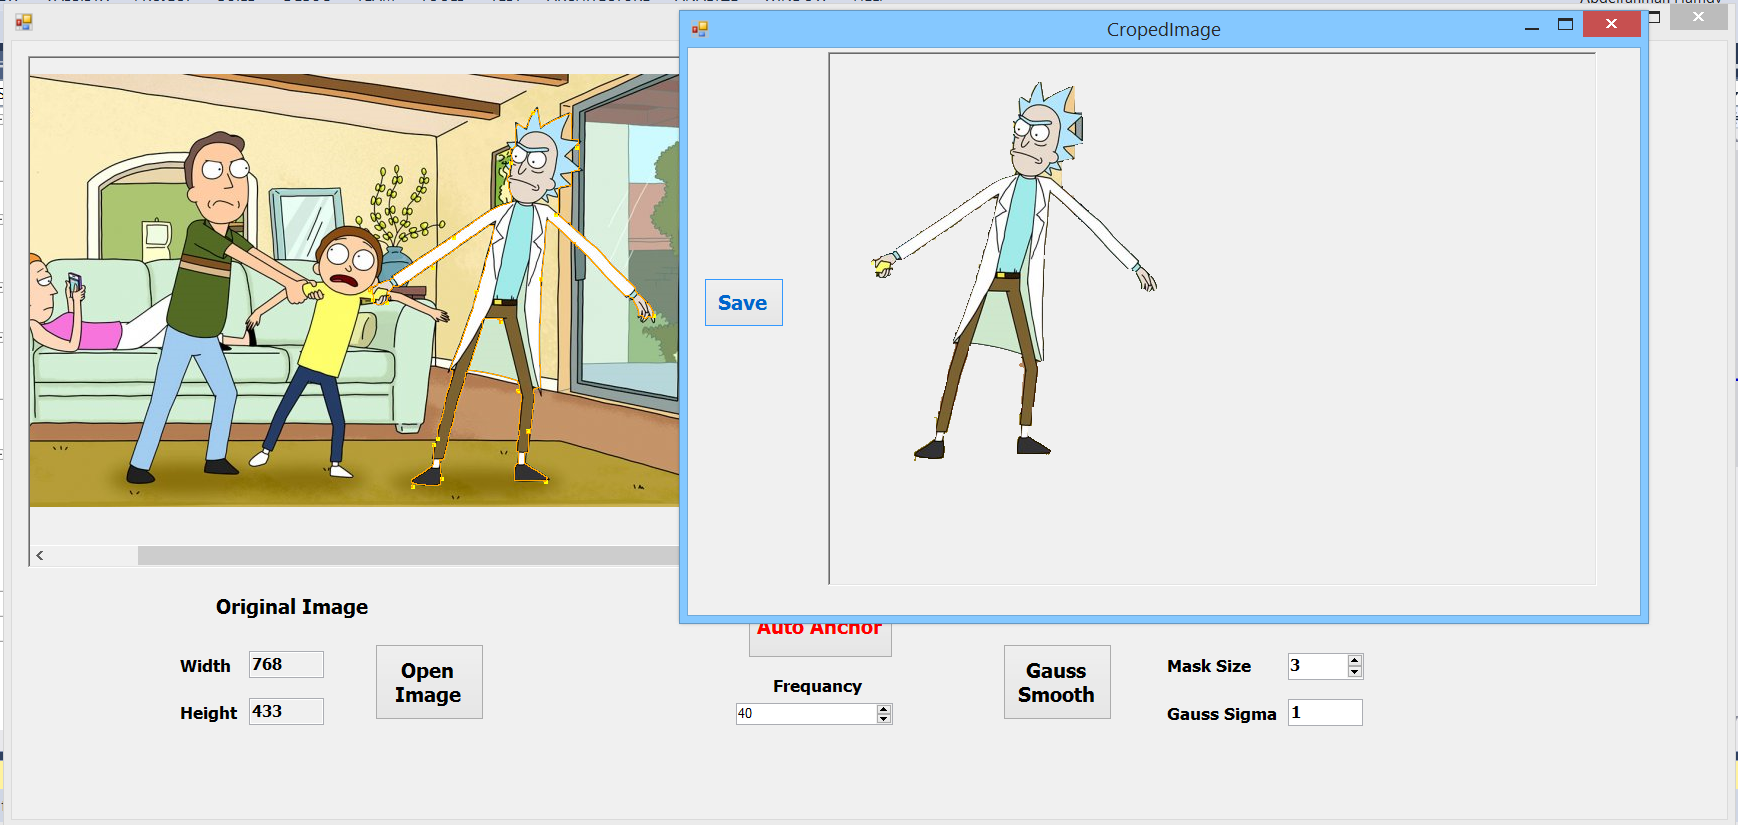 CropedImage
Save
Original Image
Auto Anchor
Width 768
Open
Image
Gauss
Smooth
Mask Size 3
Frequancy
Height 433
40
Gauss Sigma 1